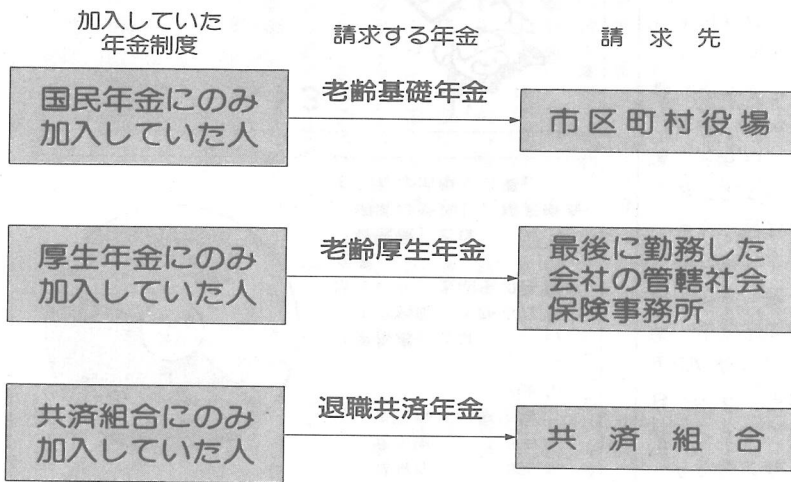 加入していた
年金制度
請求する年金
請求先
国民年金にのみ
加入していた人
老齢基礎年金
市区町村役場
厚生年金にのみ
加入していた人
老齢厚生年金
最後に勤務した
会社の管轄社会
保険事務所
共済組合にのみ
加入していた人
退職共済年金
共済組合